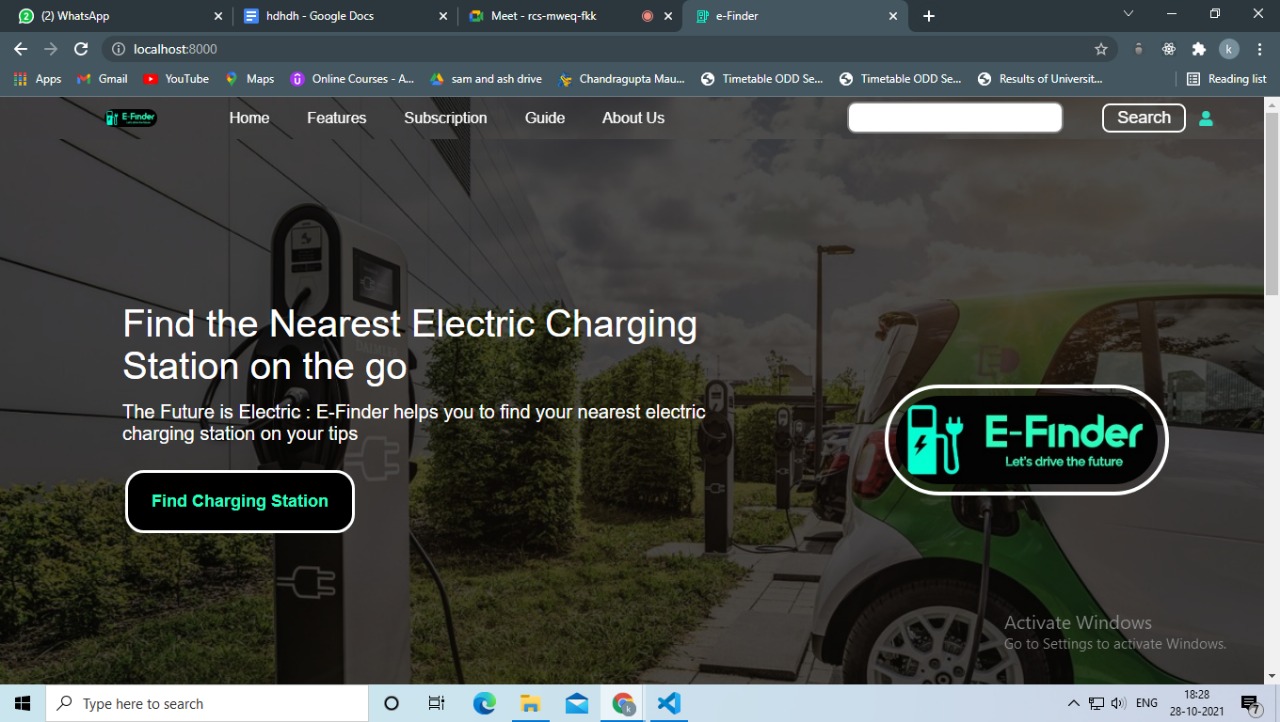 (2) WhatsApp
hdhdh - Google Docs
Meet - rcs-mweq-fkk
e-Finder
localhost:8000
k
Apps
Gmail
YouTube
Maps
Online Courses - A...
sam and ash drive
Chandragupta Mau...
Timetable ODD Se...
Timetable ODD Se...
Results of Universit...
Reading list
E-Finder
Home
Features
Subscription
Guide
About Us
Search
Find the Nearest Electric Charging
Station on the go
The Future is Electric : E-Finder helps you to find your nearest electric
charging station on your tips
Find Charging Station
E-Finder
Let's drive the future
Activate Windows
Go to Settings to activate Windows.
Type here to search
ENG
18:28
28-10-2021
7